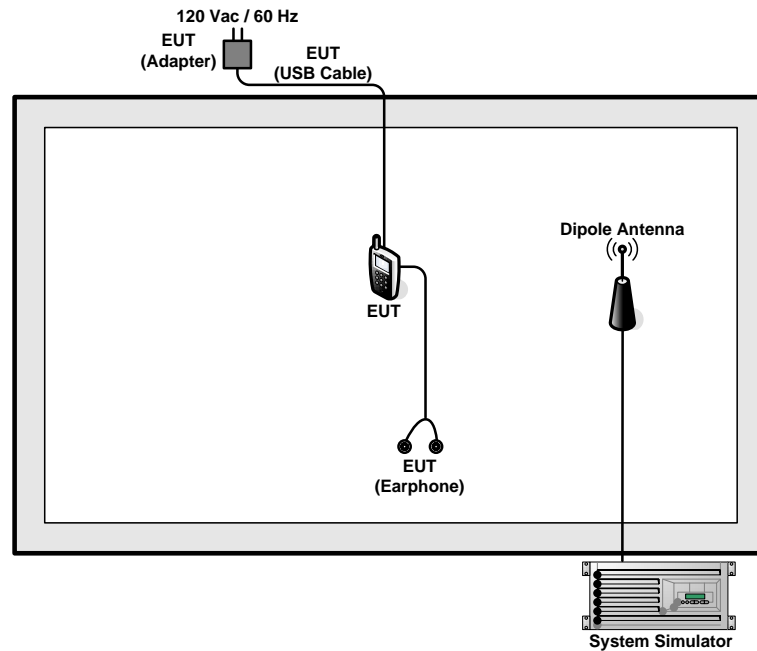 120 Vac / 60 Hz
EUT
(Adapter)
EUT
(USB Cable)
Dipole Antenna
EUT
EUT
(Earphone)
System Simulator